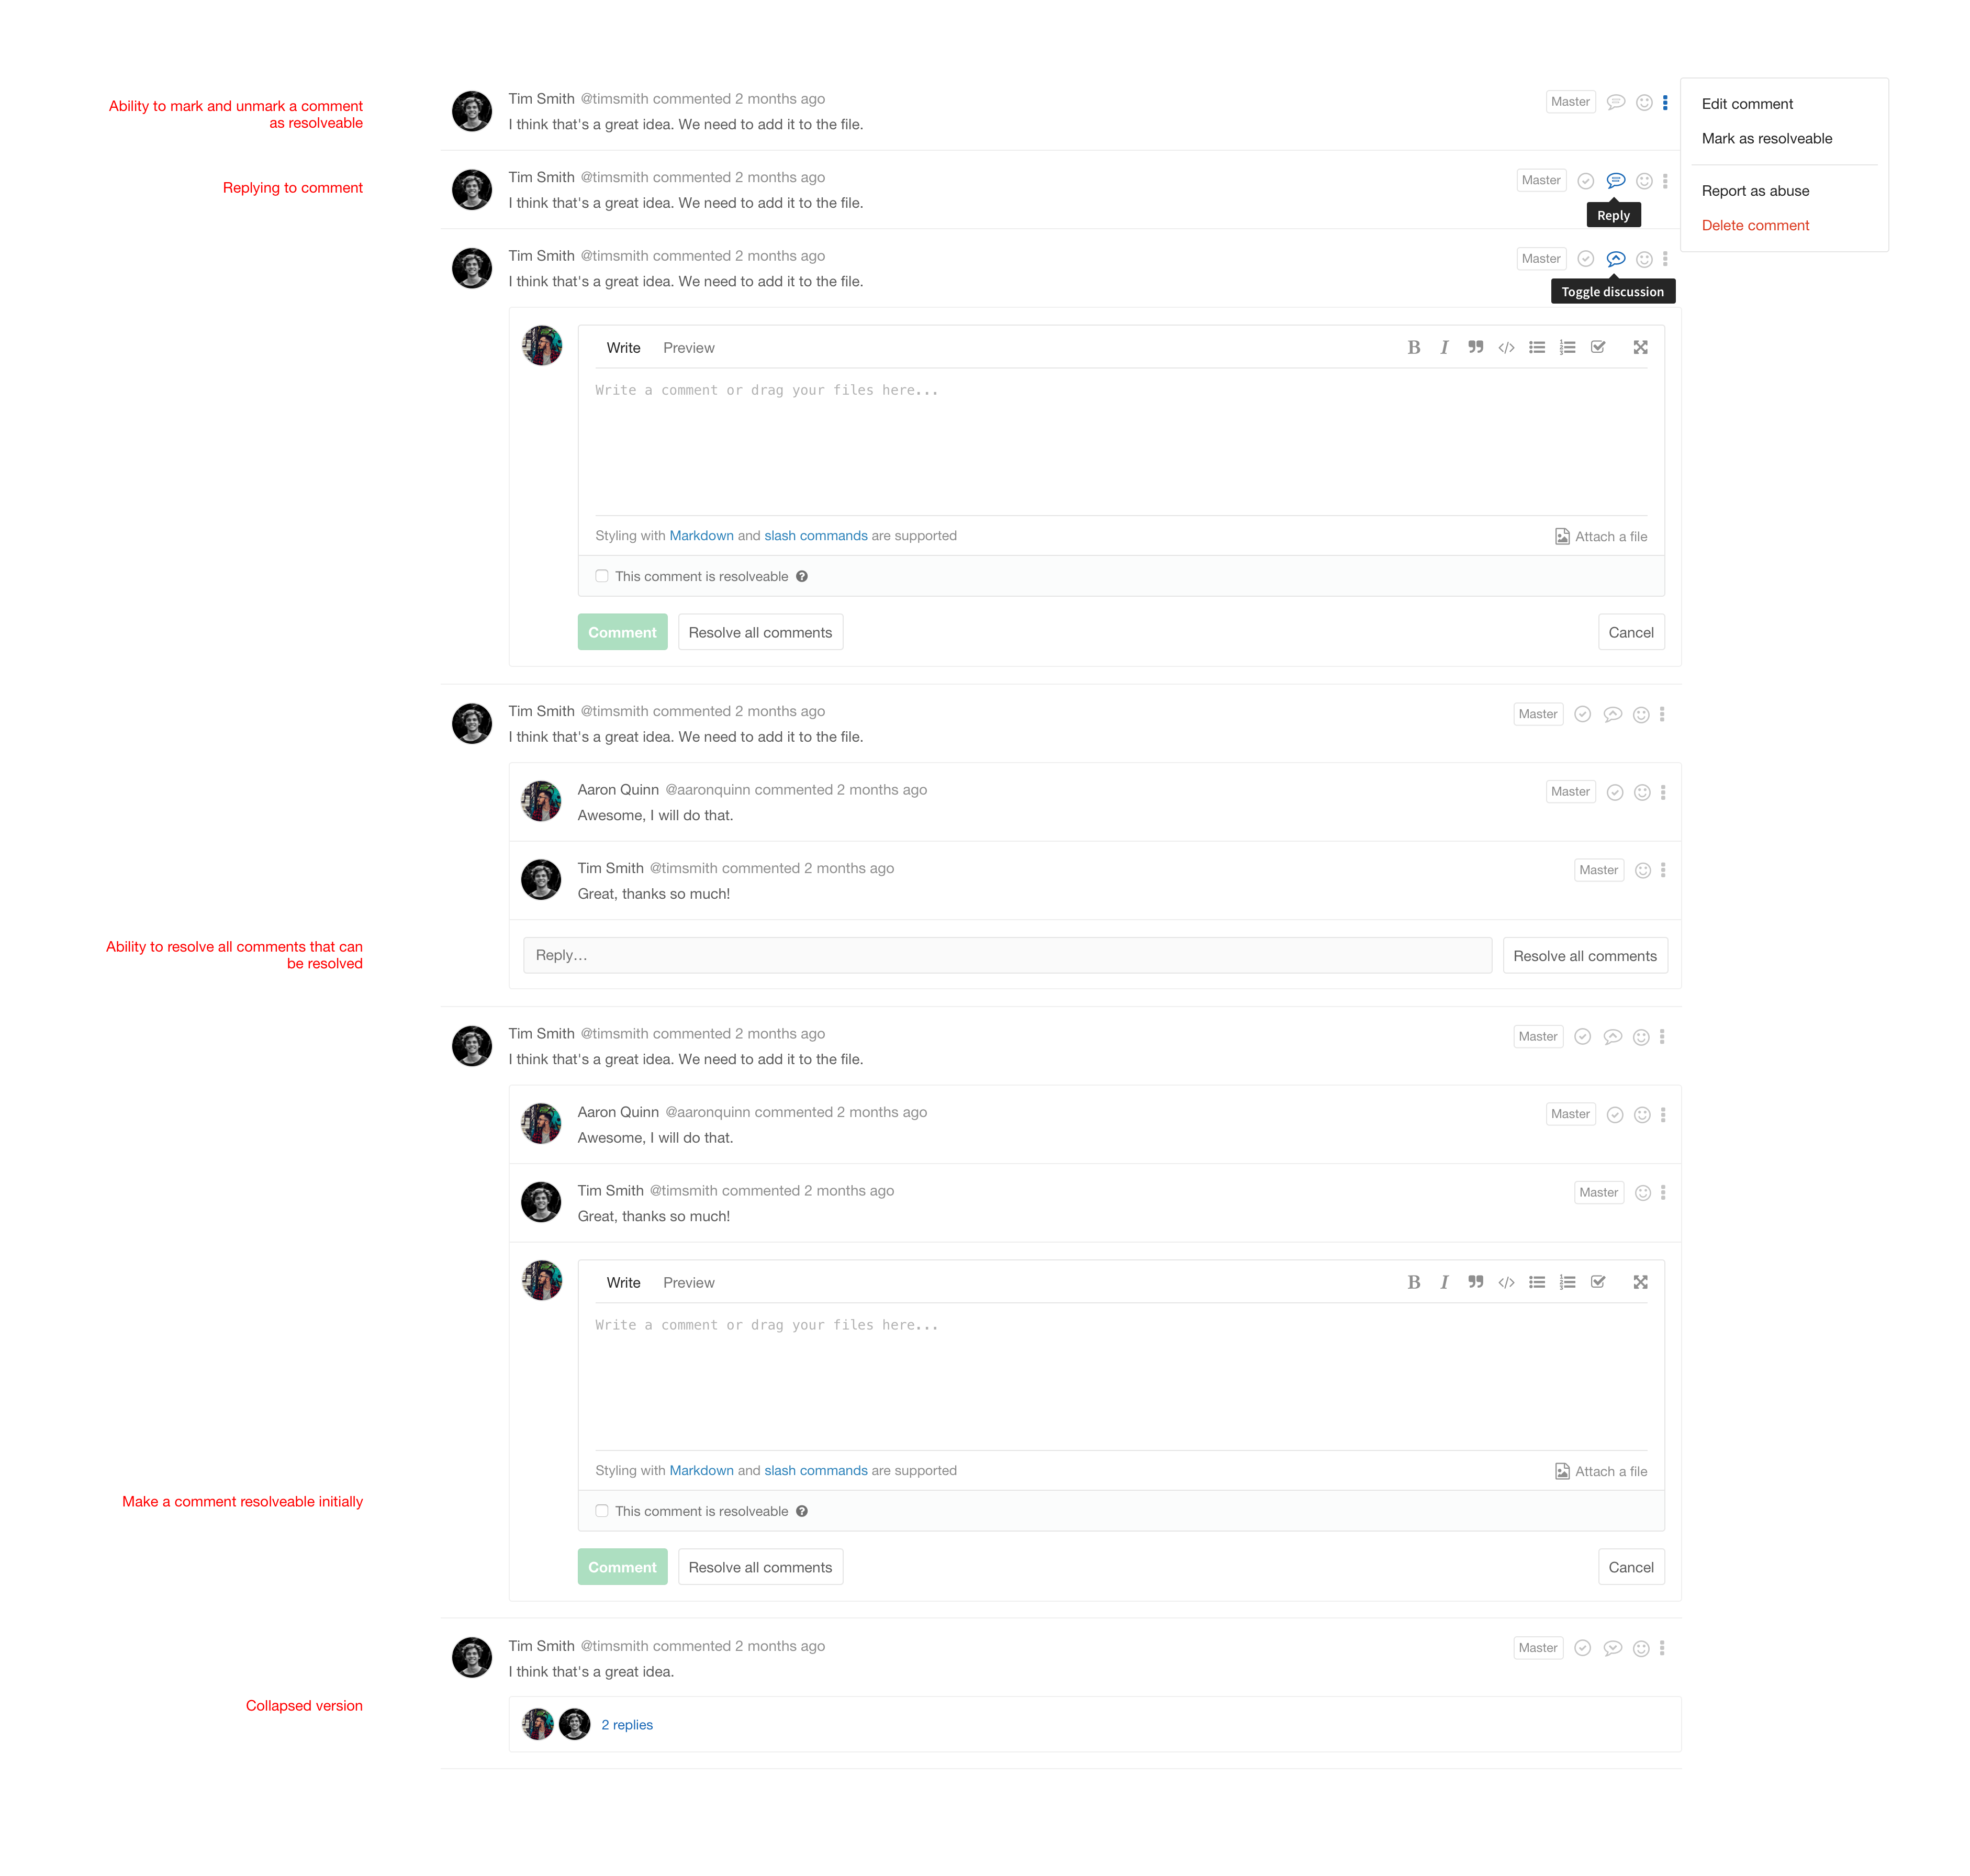 Ability to mark and unmark a comment
as resolveable
Tim Smith @timsmith commented 2 months ago
Master
I think that's a great idea. We need to add it to the file.
Edit comment
Mark as resolveable
Report as abuse
Delete comment
Replying to comment
Tim Smith @timsmith commented 2 months ago
Master
I think that's a great idea. We need to add it to the file.
Reply
Tim Smith @timsmith commented 2 months ago
Master
I think that's a great idea. We need to add it to the file.
Toggle discussion
Write Preview
Write a comment or drag your files here...
Styling with Markdown and slash commands are supported
Attach a file
This comment is resolveable
Comment Resolve all comments Cancel
Tim Smith @timsmith commented 2 months ago
Master
I think that's a great idea. We need to add it to the file.
Aaron Quinn @aaronquinn commented 2 months ago
Master
Awesome, I will do that.
Tim Smith @timsmith commented 2 months ago
Master
Great, thanks so much!
Ability to resolve all comments that can
be resolved
Reply…
Resolve all comments
Tim Smith @timsmith commented 2 months ago
Master
I think that's a great idea. We need to add it to the file.
Aaron Quinn @aaronquinn commented 2 months ago
Master
Awesome, I will do that.
Tim Smith @timsmith commented 2 months ago
Master
Great, thanks so much!
Write Preview
Write a comment or drag your files here...
Styling with Markdown and slash commands are supported
Attach a file
Make a comment resolveable initially
This comment is resolveable
Comment Resolve all comments Cancel
Tim Smith @timsmith commented 2 months ago
Master
I think that's a great idea.
Collapsed version
2 replies